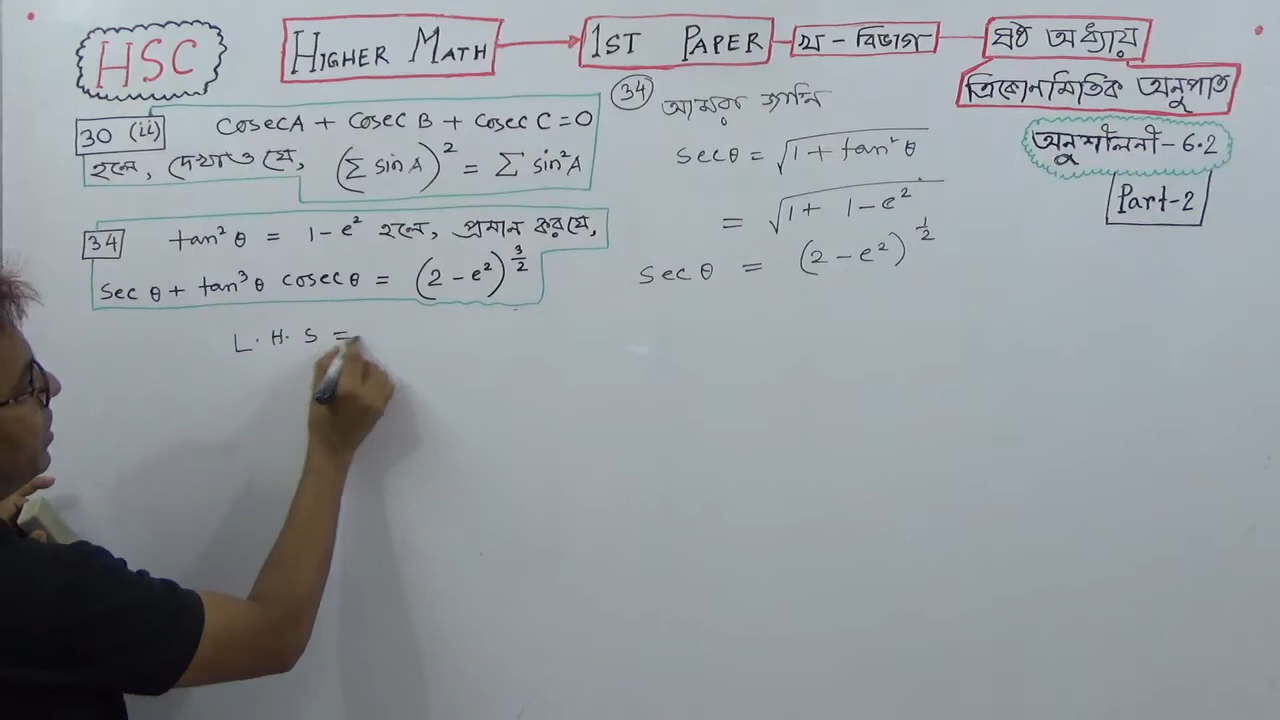 HSC
HIGHER MATH
1ST PAPER
খ - বিভাগ
ষষ্ঠ অধ্যায়
ত্রিকোনমিতিক অনুপাত
অনুশীলনী - 6.2
Part-2
30 (ii) cosecA + cosec B + cosec C = 0
হলে, দেখাও যে, (∑ sin A)² = ∑ sin²A
34 tan²θ = 1 - e² হলে, প্রমান কর যে,
sec θ + tan³θ cosec θ = (2 - e²)^3/2
L.H.S =
34 আমরা জানি
secθ = √1 + tan²θ
= √1 + 1 - e²
sec θ = (2 - e²)^1/2